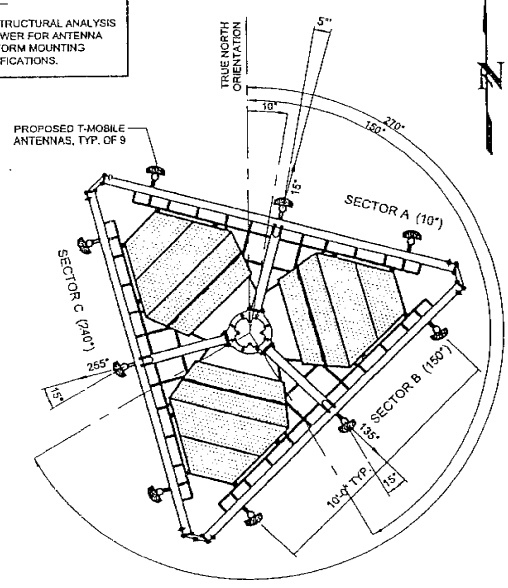 TRUCTURAL ANALYSIS
WER FOR ANTENNA
ORM MOUNTING
FICATIONS.
TRUE NORTH
ORIENTATION
5°
N
10°
270°
150°
PROPOSED T-MOBILE
ANTENNAS, TYP. OF 9
15°
SECTOR A (10°)
SECTOR C (240°)
265°
15°
SECTOR B (150°)
135°
15°
10'-0" TYP.